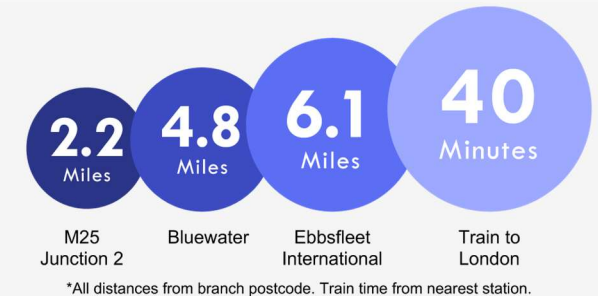 2.2
Miles
4.8
Miles
6.1
Miles
40
Minutes
M25
Junction 2
Bluewater
Ebbsfleet
International
Train to
London
*All distances from branch postcode. Train time from nearest station.